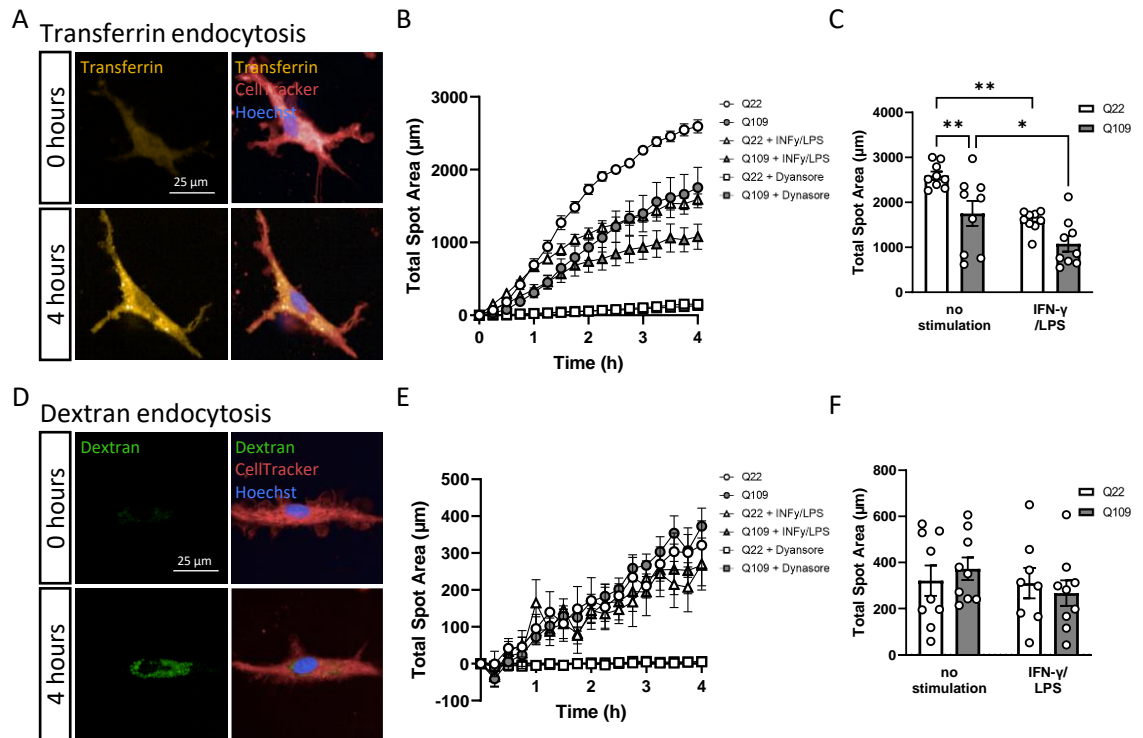 A
Transferrin endocytosis
0 hours
Transferrin
25 µm
Transferrin
CellTracker
Hoechst
4 hours
B
Total Spot Area (µm)
3000
2000
1000
0
0
1
2
3
4
Time (h)
Q22
Q109
Q22 + INFy/LPS
Q109 + INFy/LPS
Q22 + Dyansore
Q109 + Dynasore
C
Total Spot Area (µm)
4000
3000
2000
1000
0
**
**
*
no stimulation
IFN-γ /LPS
Q22
Q109
D
Dextran endocytosis
0 hours
Dextran
25 µm
Dextran
CellTracker
Hoechst
4 hours
E
Total Spot Area (µm)
500
400
300
200
100
0
-100
1
2
3
4
Time (h)
Q22
Q109
Q22 + INFy/LPS
Q109 + INFy/LPS
Q22 + Dyansore
Q109 + Dynasore
F
Total Spot Area (µm)
800
600
400
200
0
no stimulation
IFN-γ/ LPS
Q22
Q109